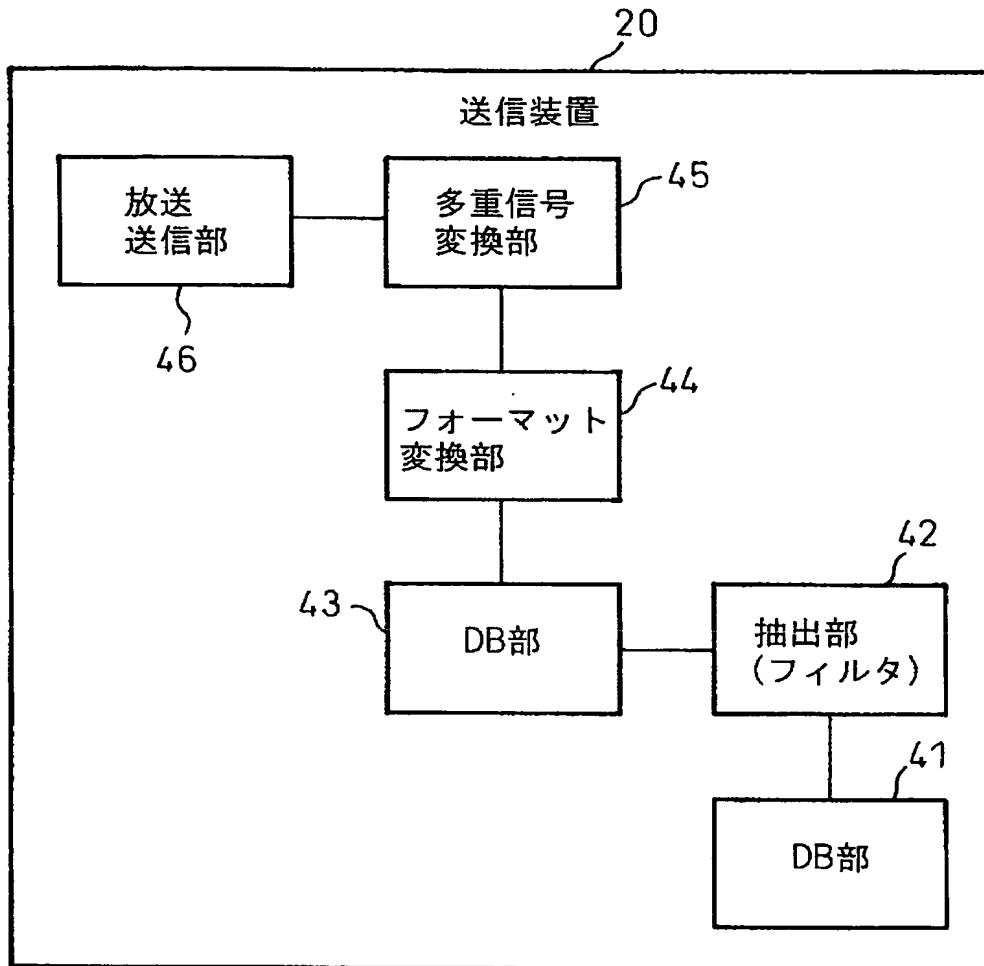 20
送信装置
放送
送信部
46
多重信号
変換部
45
フォーマット
変換部
44
DB部
43
抽出部
(フィルタ)
42
DB部
41